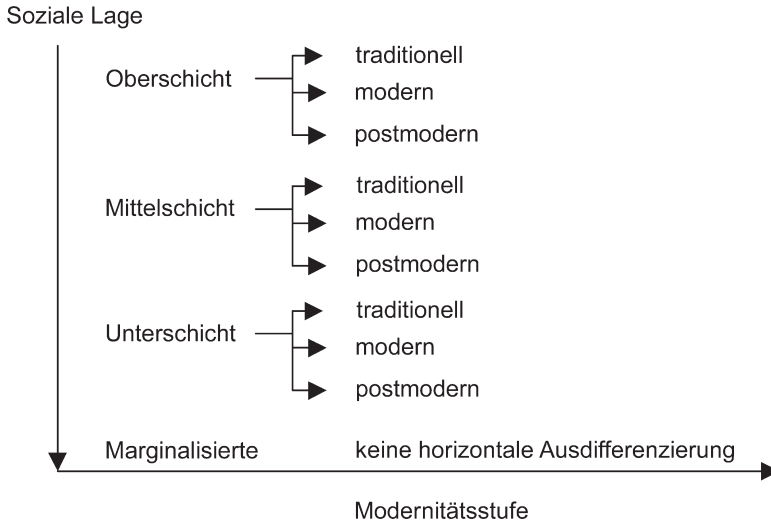 Soziale Lage
Oberschicht
traditionell
modern
postmodern
Mittelschicht
traditionell
modern
postmodern
Unterschicht
traditionell
modern
postmodern
Marginalisierte keine horizontale Ausdifferenzierung
Modernitätsstufe